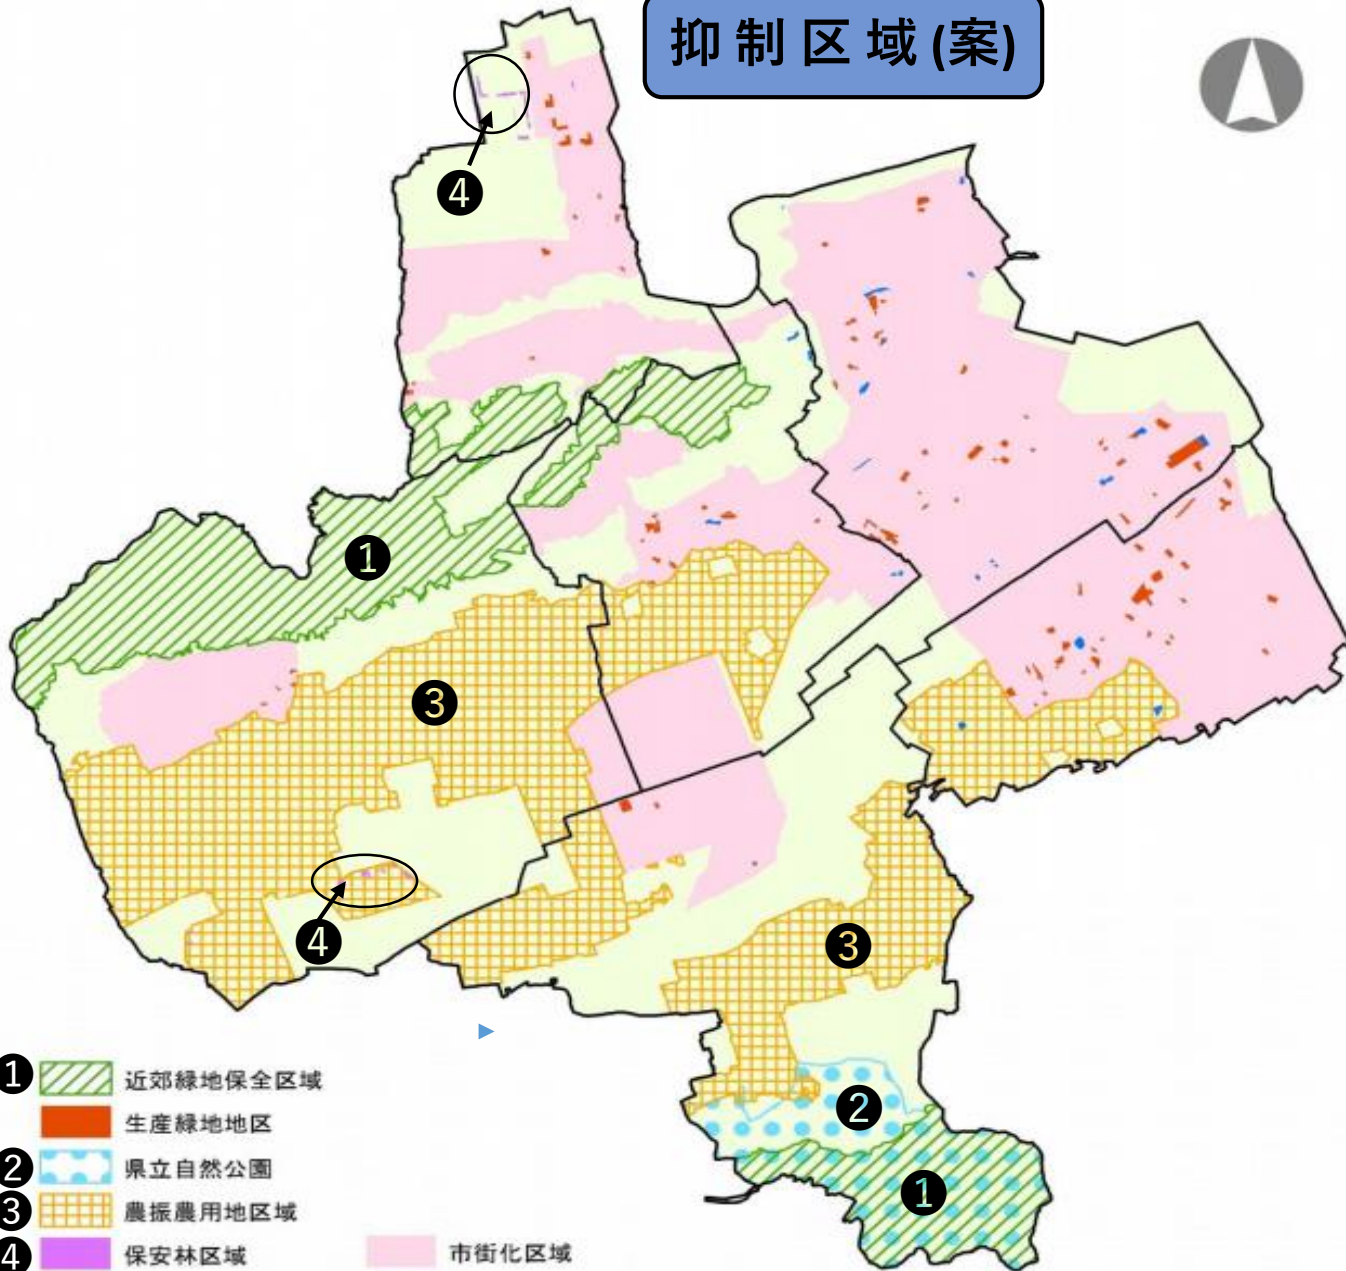 抑制区域(案)
4
1
3
4
3
2
1
1 近郊緑地保全区域
生産緑地地区
2 県立自然公園
3 農振農用地区域
4 保安林区域
市街化区域